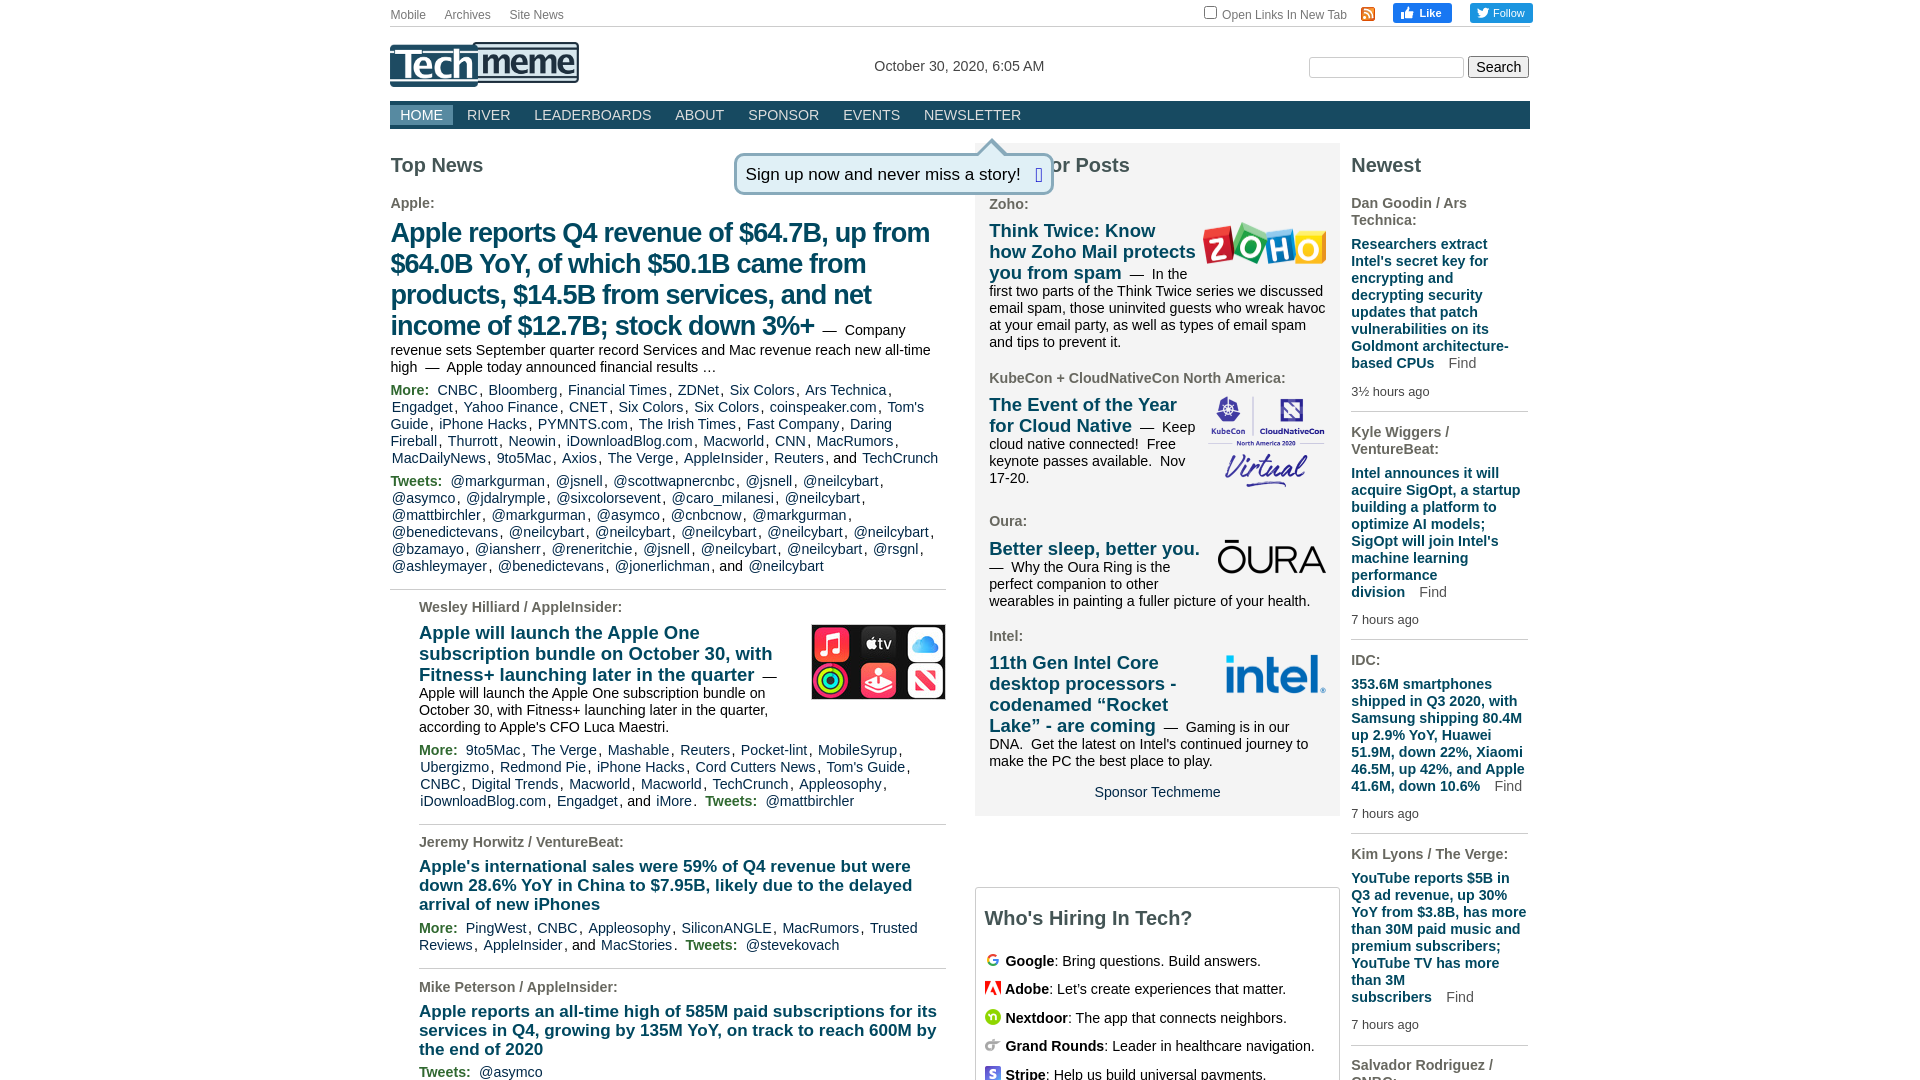 Mobile Archives Site News Open Links In New Tab Like Follow
Techmeme October 30, 2020, 6:05 AM Search
HOME RIVER LEADERBOARDS ABOUT SPONSOR EVENTS NEWSLETTER
Sign up now and never miss a story!
Top News
Apple:
Apple reports Q4 revenue of $64.7B, up from
$64.0B YoY, of which $50.1B came from
products, $14.5B from services, and net
income of $12.7B; stock down 3%+ — Company
revenue sets September quarter record Services and Mac revenue reach new all-time
high — Apple today announced financial results …
More: CNBC, Bloomberg, Financial Times, ZDNet, Six Colors, Ars Technica,
Engadget, Yahoo Finance, CNET, Six Colors, Six Colors, coinspeaker.com, Tom's
Guide, iPhone Hacks, PYMNTS.com, The Irish Times, Fast Company, Daring
Fireball, Thurrott, Neowin, iDownloadBlog.com, Macworld, CNN, MacRumors,
MacDailyNews, 9to5Mac, Axios, The Verge, AppleInsider, Reuters, and TechCrunch
Tweets: @markgurman, @jsnell, @scottwapnercnbc, @jsnell, @neilcybart,
@asymco, @jdalrymple, @sixcolorsevent, @caro_milanesi, @neilcybart,
@mattbirchler, @markgurman, @asymco, @cnbcnow, @markgurman,
@benedictevans, @neilcybart, @neilcybart, @neilcybart, @neilcybart, @neilcybart,
@bzamayo, @iansherr, @reneritchie, @jsnell, @neilcybart, @neilcybart, @rsgnl,
@ashleymayer, @benedictevans, @jonerlichman, and @neilcybart
Wesley Hilliard / AppleInsider:
Apple will launch the Apple One
subscription bundle on October 30, with
Fitness+ launching later in the quarter —
Apple will launch the Apple One subscription bundle on
October 30, with Fitness+ launching later in the quarter,
according to Apple's CFO Luca Maestri.
tv
More: 9to5Mac, The Verge, Mashable, Reuters, Pocket-lint, MobileSyrup,
Ubergizmo, Redmond Pie, iPhone Hacks, Cord Cutters News, Tom's Guide,
CNBC, Digital Trends, Macworld, Macworld, TechCrunch, Appleosophy,
iDownloadBlog.com, Engadget, and iMore. Tweets: @mattbirchler
Jeremy Horwitz / VentureBeat:
Apple's international sales were 59% of Q4 revenue but were
down 28.6% YoY in China to $7.95B, likely due to the delayed
arrival of new iPhones
More: PingWest, CNBC, Appleosophy, SiliconANGLE, MacRumors, Trusted
Reviews, AppleInsider, and MacStories. Tweets: @stevekovach
Mike Peterson / AppleInsider:
Apple reports an all-time high of 585M paid subscriptions for its
services in Q4, growing by 135M YoY, on track to reach 600M by
the end of 2020
Tweets: @asymco
or Posts
Zoho:
Think Twice: Know
how Zoho Mail protects
you from spam — In the
first two parts of the Think Twice series we discussed
email spam, those uninvited guests who wreak havoc
at your email party, as well as types of email spam
and tips to prevent it.
ZOHO
KubeCon + CloudNativeCon North America:
The Event of the Year
for Cloud Native — Keep
cloud native connected! Free
keynote passes available. Nov
17-20.
KubeCon CloudNativeCon
North America 2020
Virtual
Oura:
Better sleep, better you.
— Why the Oura Ring is the
perfect companion to other
wearables in painting a fuller picture of your health.
ŌURA
Intel:
11th Gen Intel Core
desktop processors -
codenamed “Rocket
Lake” - are coming — Gaming is in our
DNA. Get the latest on Intel's continued journey to
make the PC the best place to play.
intel.
Sponsor Techmeme
Who's Hiring In Tech?
Google: Bring questions. Build answers.
Adobe: Let’s create experiences that matter.
Nextdoor: The app that connects neighbors.
Grand Rounds: Leader in healthcare navigation.
Stripe: Help us build universal payments.
Newest
Dan Goodin / Ars
Technica:
Researchers extract
Intel's secret key for
encrypting and
decrypting security
updates that patch
vulnerabilities on its
Goldmont architecture-
based CPUs Find
3½ hours ago
Kyle Wiggers /
VentureBeat:
Intel announces it will
acquire SigOpt, a startup
building a platform to
optimize AI models;
SigOpt will join Intel's
machine learning
performance
division Find
7 hours ago
IDC:
353.6M smartphones
shipped in Q3 2020, with
Samsung shipping 80.4M
up 2.9% YoY, Huawei
51.9M, down 22%, Xiaomi
46.5M, up 42%, and Apple
41.6M, down 10.6% Find
7 hours ago
Kim Lyons / The Verge:
YouTube reports $5B in
Q3 ad revenue, up 30%
YoY from $3.8B, has more
than 30M paid music and
premium subscribers;
YouTube TV has more
than 3M
subscribers Find
7 hours ago
Salvador Rodriguez /
CNBC: